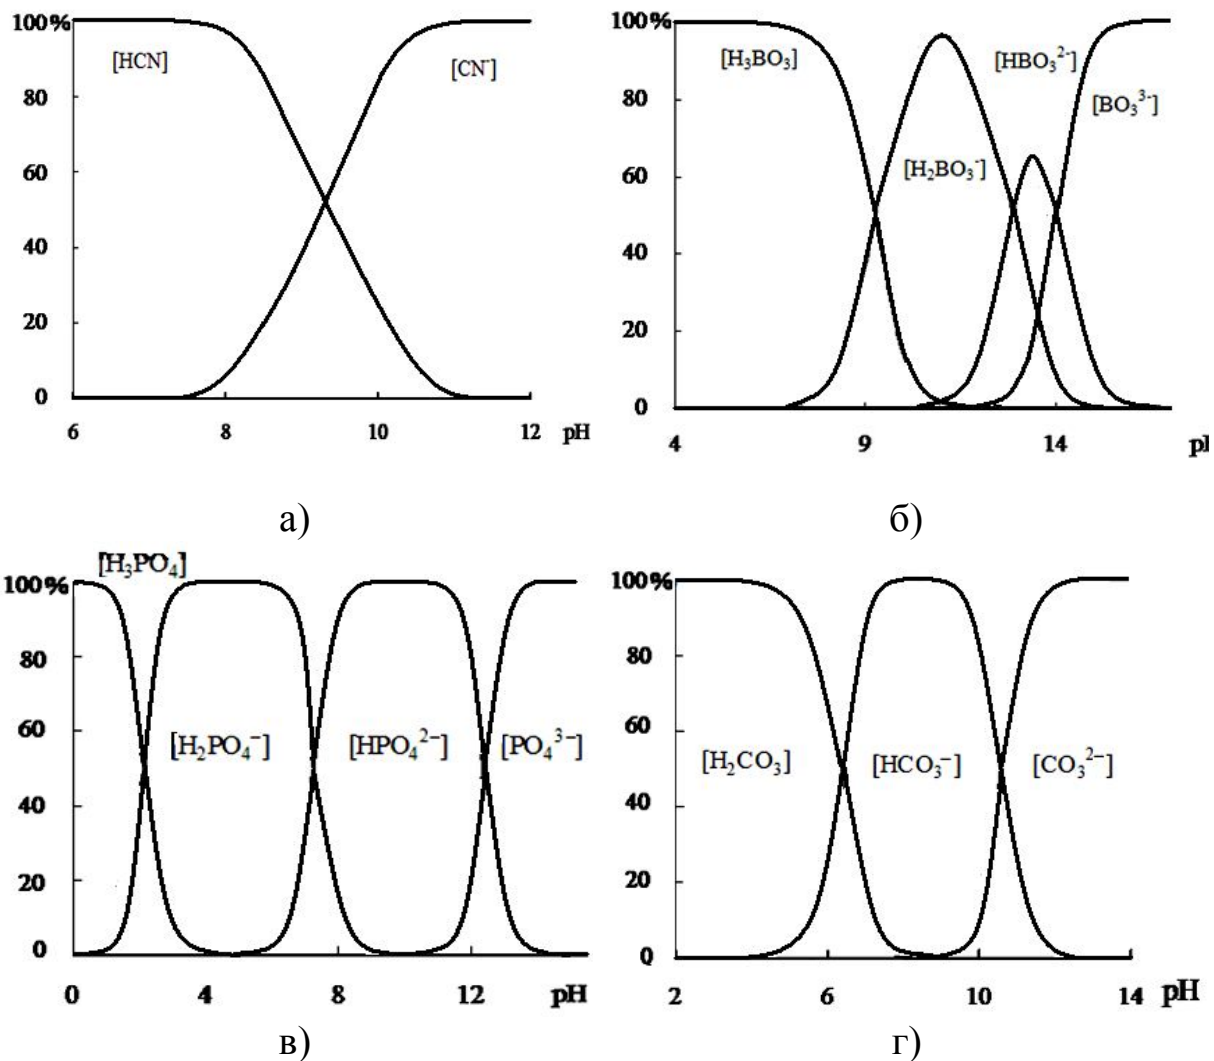 100%
80
60
40
20
0
6
8
10
12
pH
[HCN]
[CN⁻]
а)
100%
80
60
40
20
0
4
9
14
pH
[H₃BO₃]
[H₂BO₃⁻]
[HBO₃²⁻]
[BO₃³⁻]
б)
[H₃PO₄]
100%
80
60
40
20
0
0
4
8
12
pH
[H₂PO₄⁻]
[HPO₄²⁻]
[PO₄³⁻]
в)
100%
80
60
40
20
0
2
6
10
14
pH
[H₂CO₃]
[HCO₃⁻]
[CO₃²⁻]
г)